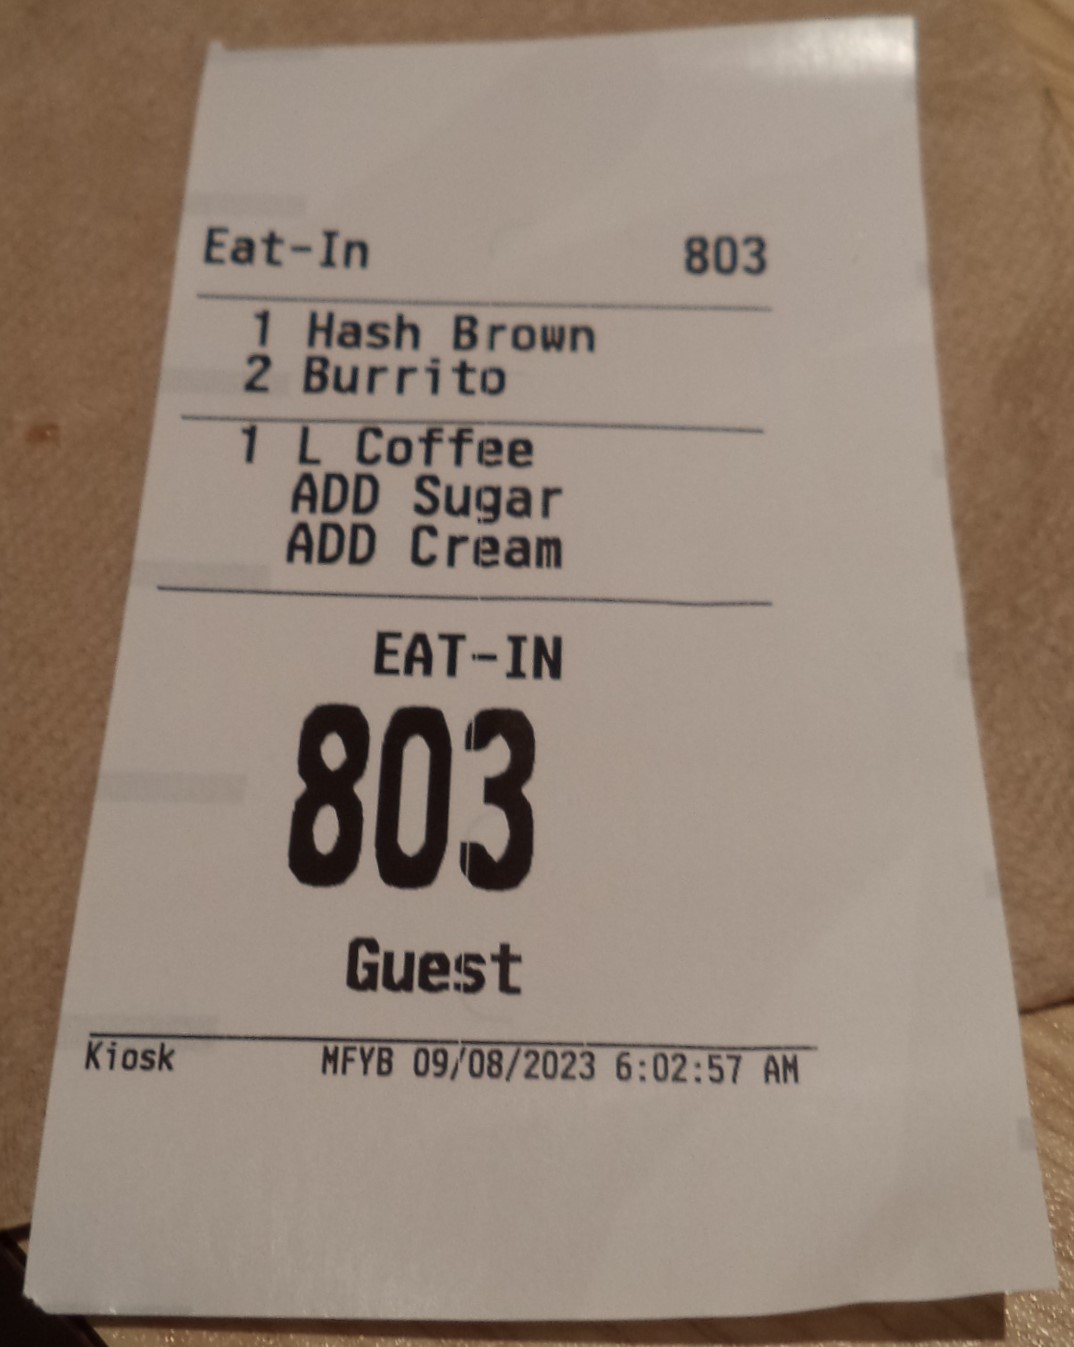 Eat-In 803
1 Hash Brown
2 Burrito
1 L Coffee
ADD Sugar
ADD Cream
EAT-IN
803
Guest
Kiosk MFYB 09/08/2023 6:02:57 AM